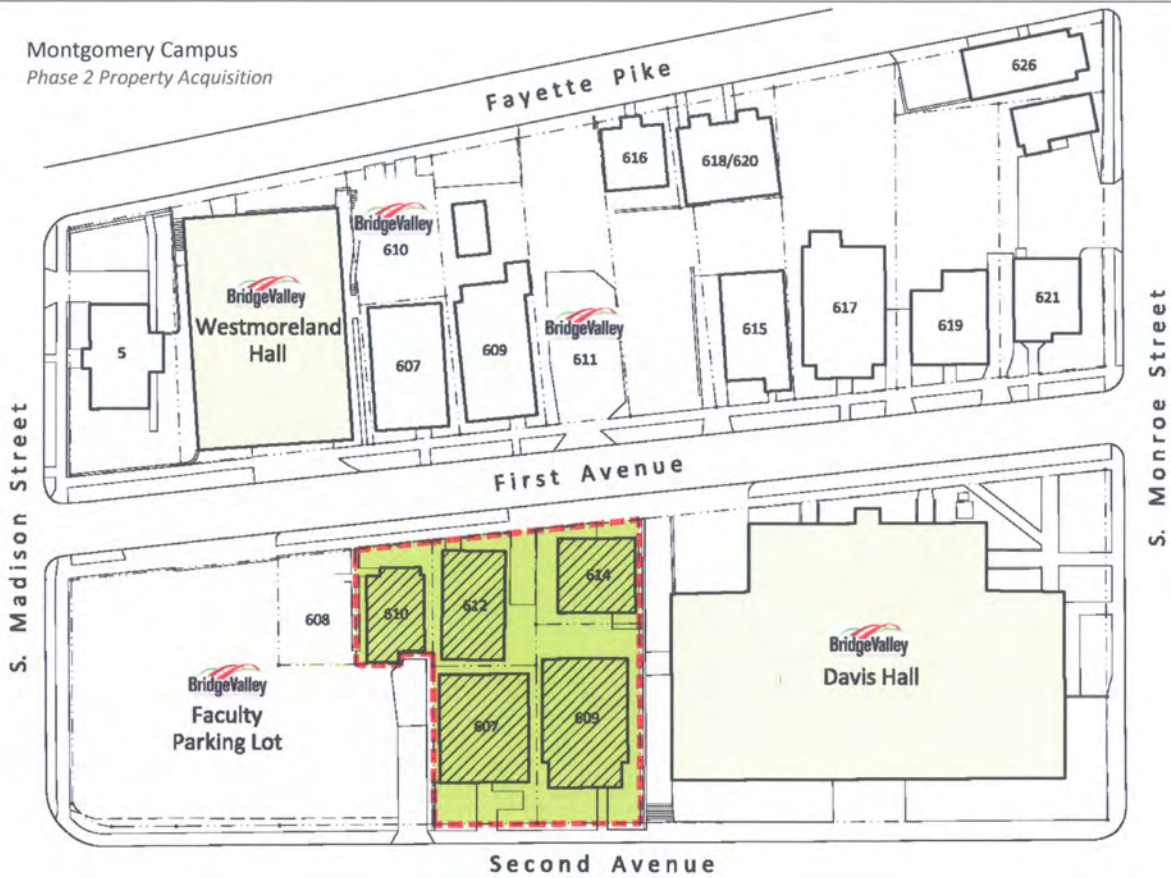 Montgomery Campus
Phase 2 Property Acquisition
Fayette Pike
626
616
618/620
BridgeValley
610
BridgeValley
Westmoreland
Hall
5
607
609
BridgeValley
611
615
617
619
621
S. Madison Street
S. Monroe Street
First Avenue
608
610
612
614
BridgeValley
Faculty
Parking Lot
607
609
BridgeValley
Davis Hall
Second Avenue